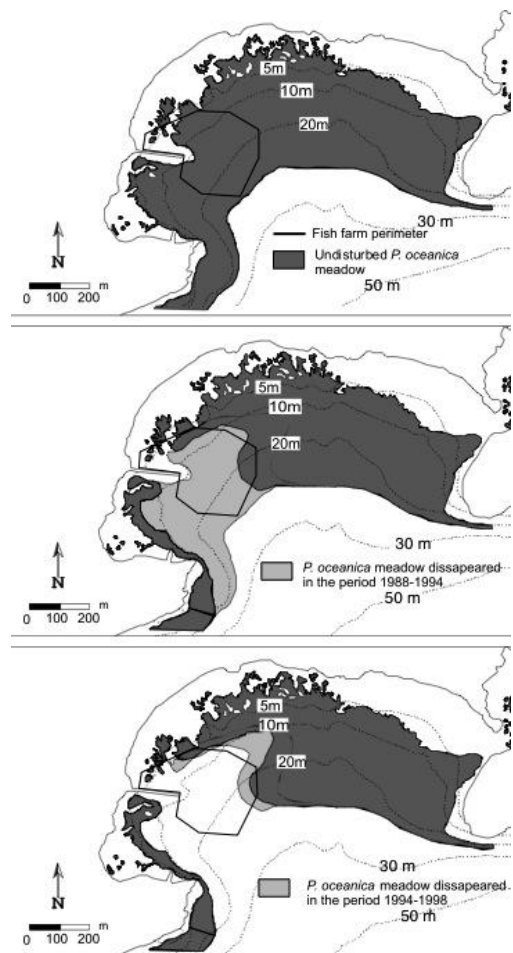 5m
10m
20m
30 m
Fish farm perimeter
Undisturbed P. oceanica
meadow
50 m
N
m
0 100 200
5m
10m
20m
30 m
P. oceanica meadow dissapeared
in the period 1988-1994
50 m
N
m
0 100 200
5m
10m
20m
30 m
P. oceanica meadow dissapeared
in the period 1994-1998
50 m
N
m
0 100 200